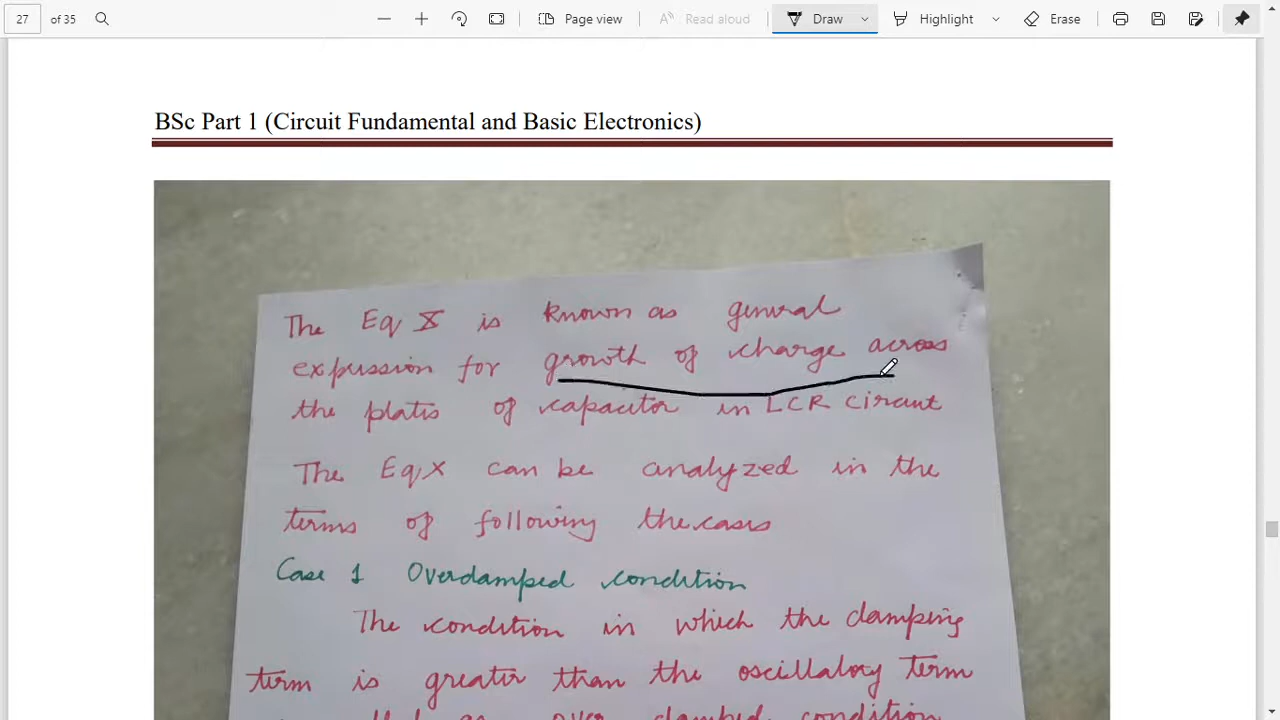 27 of 35 Page view Read aloud Draw Highlight Erase
BSc Part 1 (Circuit Fundamental and Basic Electronics)
The Eq X is known as general
expression for growth of charge across
the plates of capacitor in LCR circuit
The Eq X can be analyzed in the
terms of following the cases
Case 1 Overdamped condition
The condition in which the damping
term is greater than the oscillatory term
over damped condition